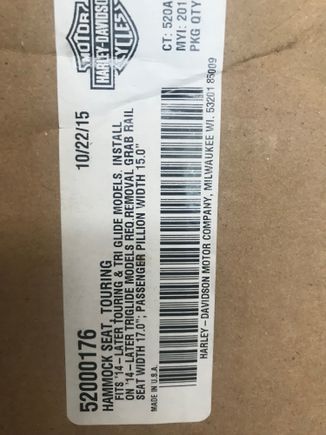 MOTOR
HARLEY-DAVIDSON
CYCLES
CT: 520A
MYI: 201
PKG QTY
10/22/15
52000176
HAMMOCK SEAT, TOURING
FITS '14-LATER TOURING & TRI GLIDE MODELS. INSTALL
ON '14-LATER TRIGLIDE MODELS REQ.REMOVAL GRAB RAIL
SEAT WIDTH 17.0"; PASSENGER PILLION WIDTH 15.0"
MADE IN U.S.A.
HARLEY-DAVIDSON MOTOR COMPANY, MILWAUKEE WI. 53201 85009